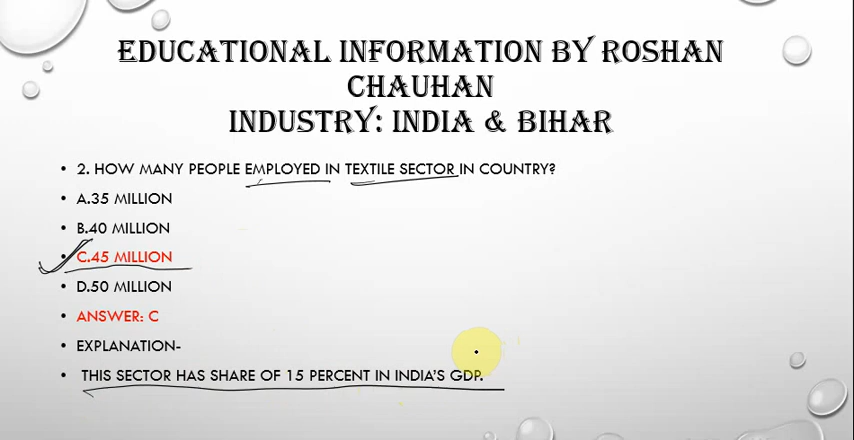 EDUCATIONAL INFORMATION BY ROSHAN
CHAUHAN
INDUSTRY: INDIA & BIHAR
• 2. HOW MANY PEOPLE EMPLOYED IN TEXTILE SECTOR IN COUNTRY?
• A.35 MILLION
• B.40 MILLION
• C.45 MILLION
• D.50 MILLION
• ANSWER: C
• EXPLANATION-
• THIS SECTOR HAS SHARE OF 15 PERCENT IN INDIA'S GDP.